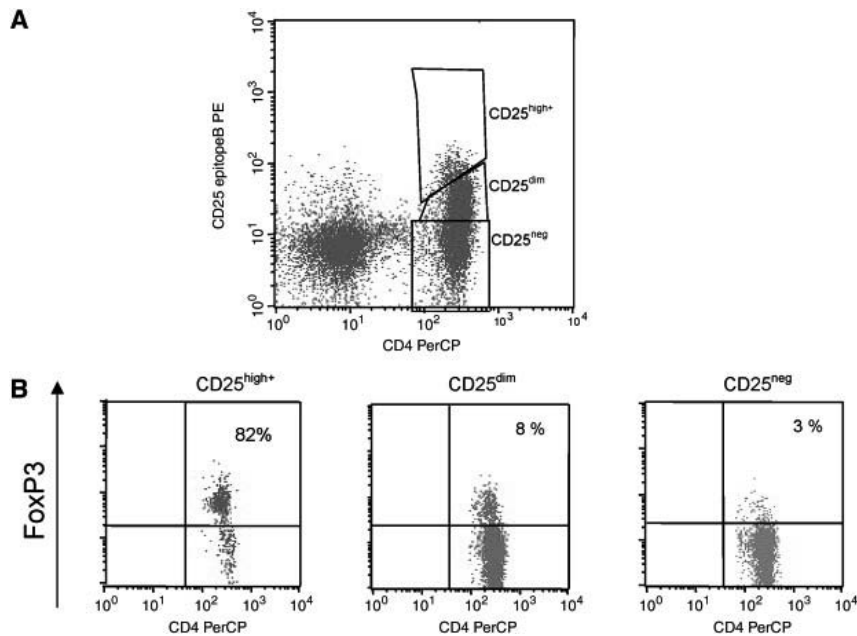 A
CD25 epitopeB PE
10^4
10^3
10^2
10^1
10^0
CD25^high+
CD25^dim
CD25^neg
10^0 10^1 10^2 10^3 10^4
CD4 PerCP
B
FoxP3
CD25^high+
82%
10^0 10^1 10^2 10^3 10^4
CD4 PerCP
CD25^dim
8 %
10^0 10^1 10^2 10^3 10^4
CD4 PerCP
CD25^neg
3 %
10^0 10^1 10^2 10^3 10^4
CD4 PerCP